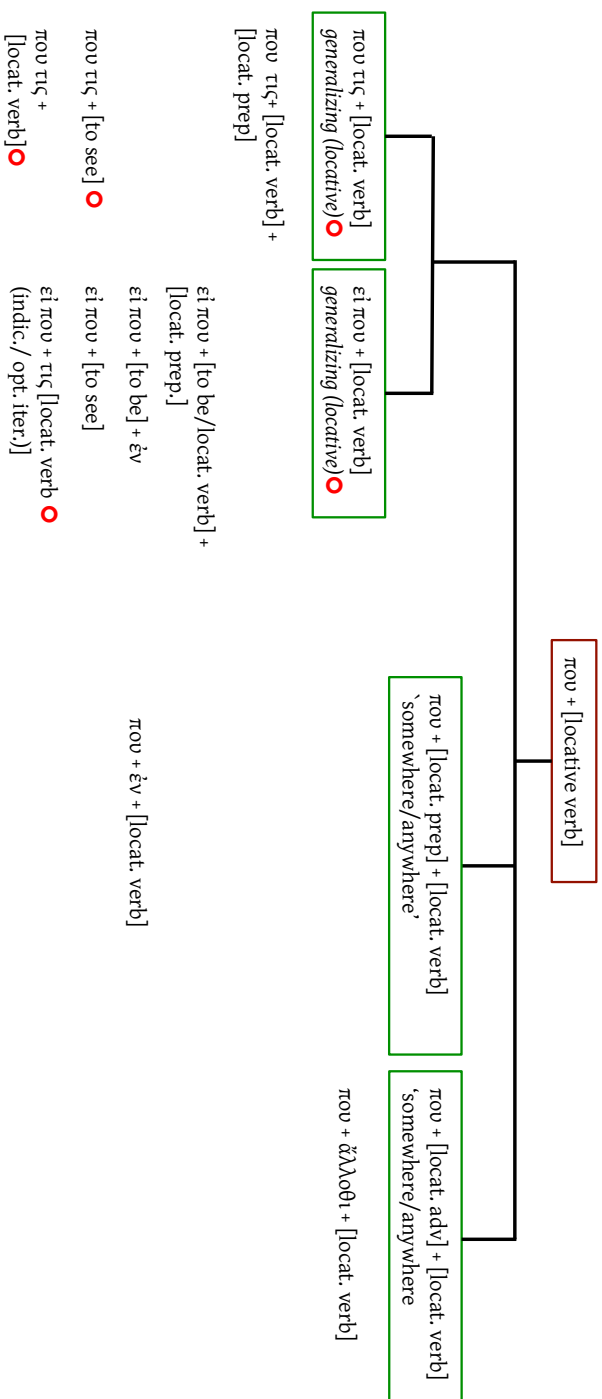 που + [locative verb]
που τις + [locat. verb]
generalizing (locative)
εἰ που + [locat. verb]
generalizing (locative)
που + [locat. prep] + [locat. verb]
`somewhere/anywhere’
που + [locat. adv] + [locat. verb]
‘somewhere/anywhere
που τις+ [locat. verb] +
[locat. prep]
που τις + [to see]
που τις +
[locat. verb]
εἰ που + [to be/locat. verb] +
[locat. prep.]
εἰ που + [to be] + ἐν
εἰ που + [to see]
εἰ που + τις [locat. verb
(indic./ opt. iter.)]
που + ἐν + [locat. verb]
που + ἄλλοθι + [locat. verb]